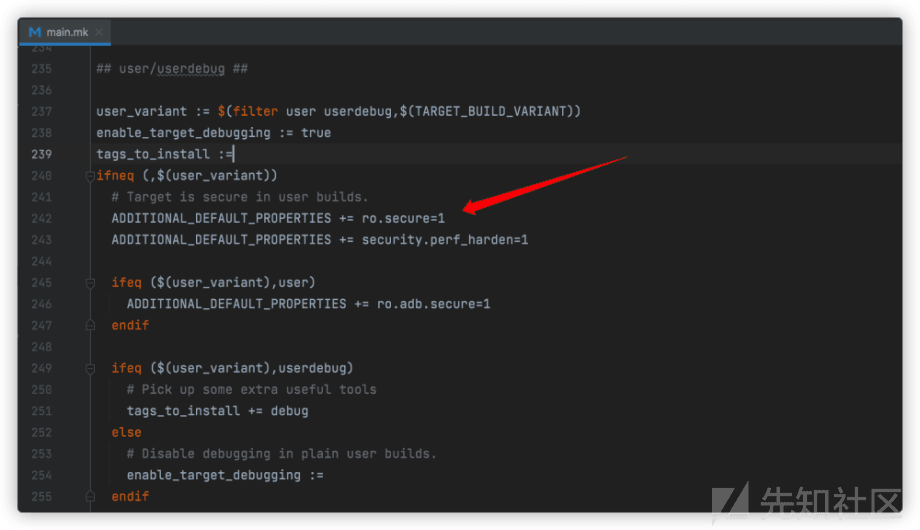 main.mk
234
235 ## user/userdebug ##
236
237 user_variant := $(filter user userdebug,$(TARGET_BUILD_VARIANT))
238 enable_target_debugging := true
239 tags_to_install :=
240 ifneq (,$(user_variant))
241 # Target is secure in user builds.
242 ADDITIONAL_DEFAULT_PROPERTIES += ro.secure=1
243 ADDITIONAL_DEFAULT_PROPERTIES += security.perf_harden=1
244
245 ifeq ($(user_variant),user)
246 ADDITIONAL_DEFAULT_PROPERTIES += ro.adb.secure=1
247 endif
248
249 ifeq ($(user_variant),userdebug)
250 # Pick up some extra useful tools
251 tags_to_install += debug
252 else
253 # Disable debugging in plain user builds.
254 enable_target_debugging :=
255 endif
先知社区